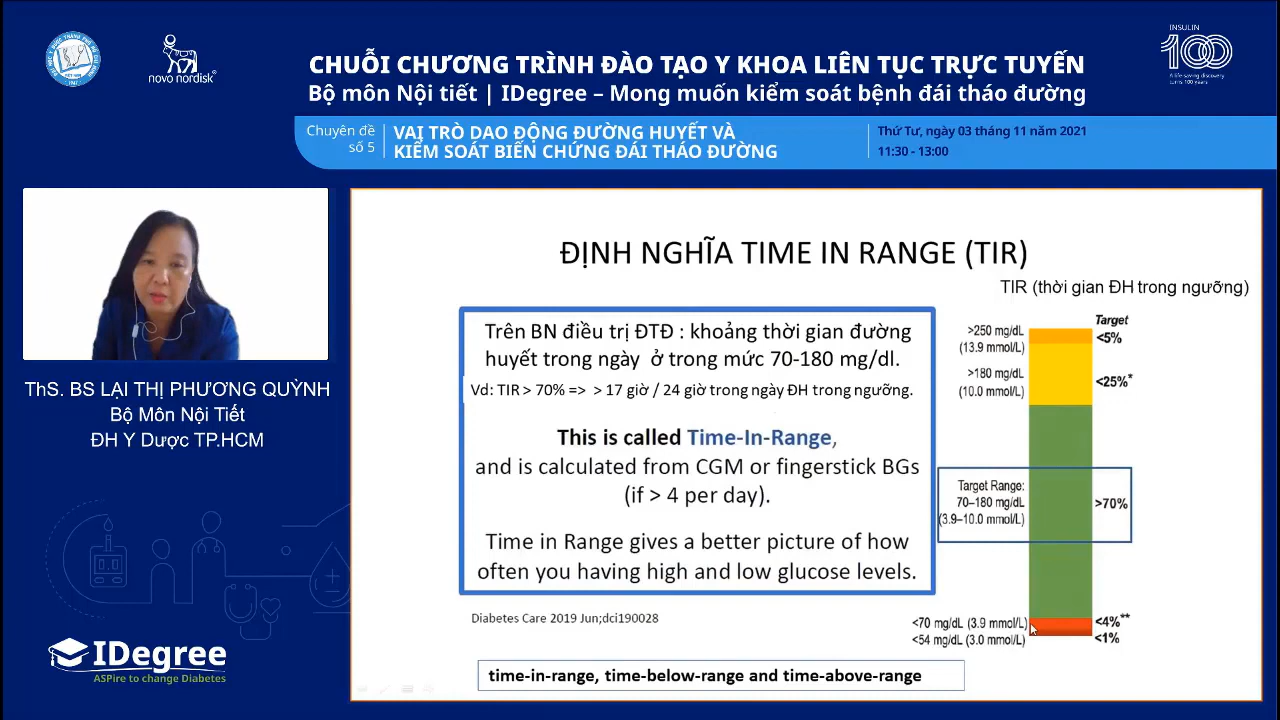 novo nordisk
CHUỖI CHƯƠNG TRÌNH ĐÀO TẠO Y KHOA LIÊN TỤC TRỰC TUYẾN
Bộ môn Nội tiết | IDegree – Mong muốn kiểm soát bệnh đái tháo đường
INSULIN
100
A life-saving discovery
turns 100 years
Chuyên đề
số 5
VAI TRÒ DAO ĐỘNG ĐƯỜNG HUYẾT VÀ
KIỂM SOÁT BIẾN CHỨNG ĐÁI THÁO ĐƯỜNG
Thứ Tư, ngày 03 tháng 11 năm 2021
11:30 - 13:00
ThS. BS LẠI THỊ PHƯƠNG QUỲNH
Bộ Môn Nội Tiết
ĐH Y Dược TP.HCM
IDegree
ASPire to change Diabetes
ĐỊNH NGHĨA TIME IN RANGE (TIR)
TIR (thời gian ĐH trong ngưỡng)
Trên BN điều trị ĐTĐ : khoảng thời gian đường
huyết trong ngày ở trong mức 70-180 mg/dl.
Vd: TIR > 70% => > 17 giờ / 24 giờ trong ngày ĐH trong ngưỡng.
This is called Time-In-Range,
and is calculated from CGM or fingerstick BGs
(if > 4 per day).
Time in Range gives a better picture of how
often you having high and low glucose levels.
Diabetes Care 2019 Jun;dci190028
Target
>250 mg/dL
(13.9 mmol/L)
<5%
>180 mg/dL
(10.0 mmol/L)
<25%*
Target Range:
70–180 mg/dL
(3.9–10.0 mmol/L)
>70%
<70 mg/dL (3.9 mmol/L)
<4%**
<54 mg/dL (3.0 mmol/L)
<1%
time-in-range, time-below-range and time-above-range